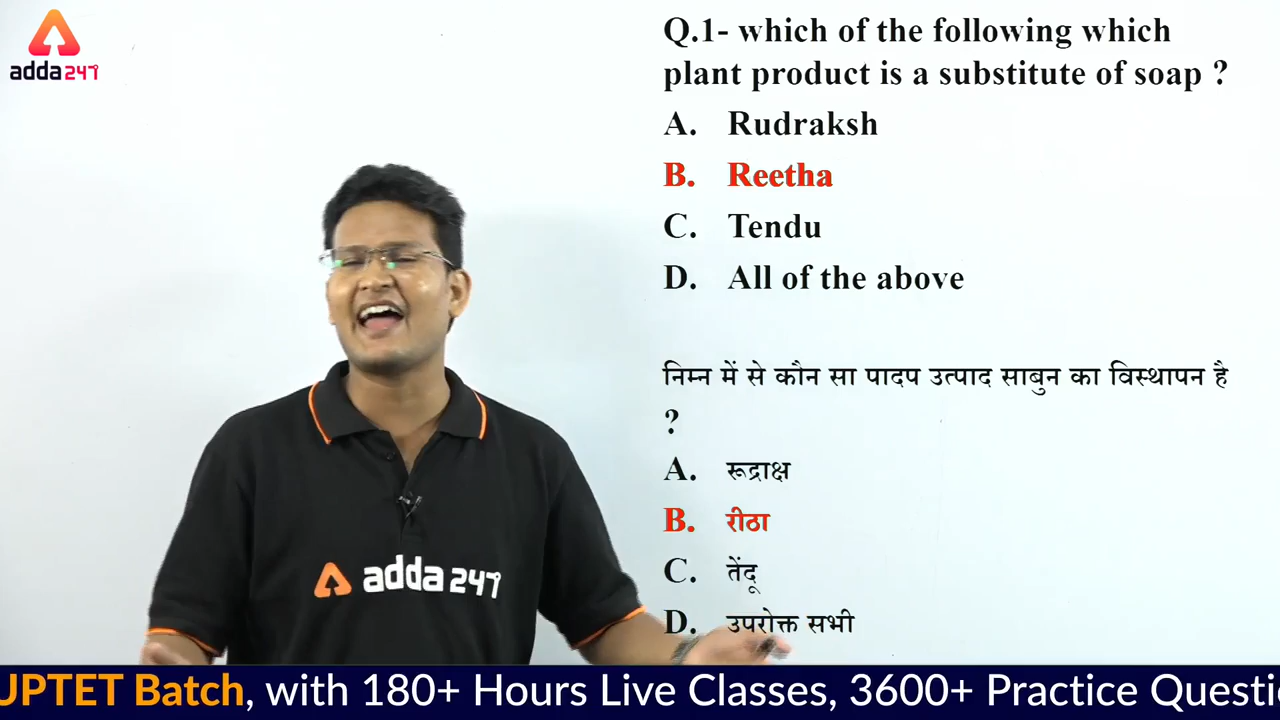 adda247
Q.1- which of the following which
plant product is a substitute of soap ?
A. Rudraksh
B. Reetha
C. Tendu
D. All of the above
निम्न में से कौन सा पादप उत्पाद साबुन का विस्थापन है
?
A. रूद्राक्ष
B. रीठा
C. तेंदू
D. उपरोक्त सभी
adda247
UPTET Batch, with 180+ Hours Live Classes, 3600+ Practice Questi